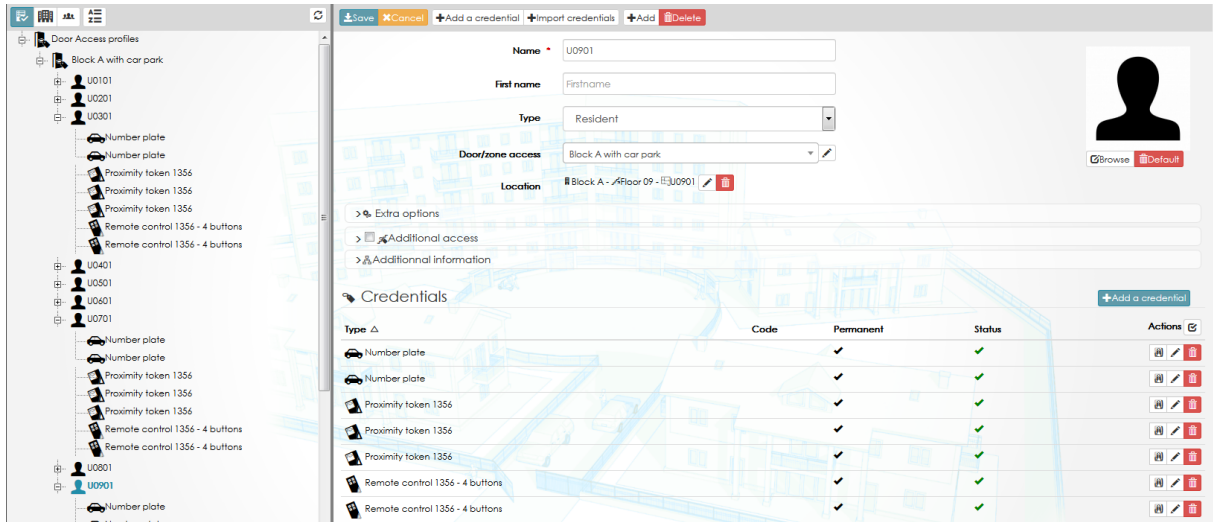 Save Cancel Add a credential Import credentials Add Delete
Door Access profiles
Block A with car park
U0101
U0201
U0301
Number plate
Number plate
Proximity token 1356
Proximity token 1356
Proximity token 1356
Remote control 1356 - 4 buttons
Remote control 1356 - 4 buttons
U0401
U0501
U0601
U0701
Number plate
Number plate
Proximity token 1356
Proximity token 1356
Proximity token 1356
Remote control 1356 - 4 buttons
Remote control 1356 - 4 buttons
U0801
U0901
Number plate
Name * U0901
First name Firstname
Type Resident
Door/zone access Block A with car park
Location Block A - Floor 09 - U0901
Browse Default
Extra options
Additional access
Additionnal information
Credentials
Add a credential
Type Code Permanent Status Actions
Number plate
Number plate
Proximity token 1356
Proximity token 1356
Proximity token 1356
Remote control 1356 - 4 buttons
Remote control 1356 - 4 buttons